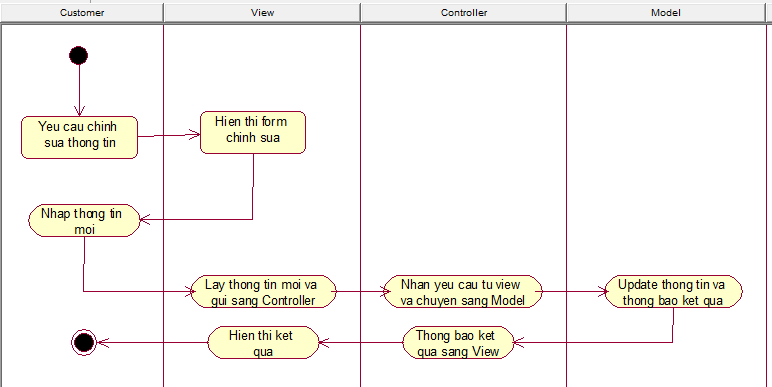 Customer
View
Controller
Model
Yeu cau chinh
sua thong tin
Hien thi form
chinh sua
Nhap thong tin
moi
Lay thong tin moi va
gui sang Controller
Nhan yeu cau tu view
va chuyen sang Model
Update thong tin va
thong bao ket qua
Hien thi ket
qua
Thong bao ket
qua sang View